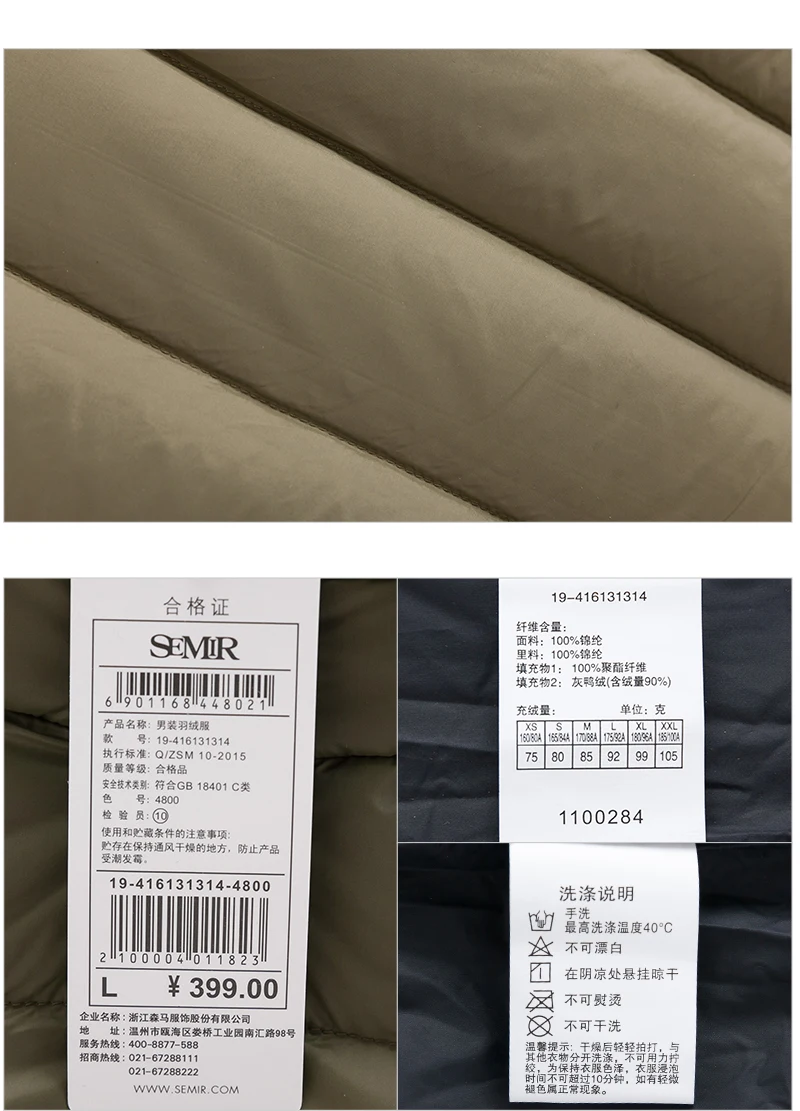 合格证
SEMIR
6 901168 448021
产品名称: 男装羽绒服
款 号: 19-416131314
执行标准: Q/ZSM 10-2015
质量等级: 合格品
安全技术类别: 符合GB 18401 C类
色 号: 4800
检 验 员: ⑩
使用和贮藏条件的注意事项:
贮存在保持通风干燥的地方, 防止产品
受潮发霉。
19-416131314-4800
2 100004 011823
L ¥ 399.00
企业名称: 浙江森马服饰股份有限公司
地 址: 温州市瓯海区娄桥工业园南汇路98号
服务热线: 400-8877-588
招商热线: 021-67288111
021-67288222
WWW.SEMIR.COM
19-416131314
纤维含量:
面料: 100%锦纶
里料: 100%锦纶
填充物1: 100%聚酯纤维
填充物2: 灰鸭绒(含绒量90%)
充绒量: 单位: 克
XS S M L XL XXL
160/80A 165/84A 170/88A 175/92A 180/96A 185/100A
75 80 85 92 99 105
1100284
洗涤说明
手洗
最高洗涤温度40°C
不可漂白
在阴凉处悬挂晾干
不可熨烫
不可干洗
温馨提示: 干燥后轻轻拍打, 与
其他衣物分开洗涤, 不可用力拧
绞, 为保持衣服色泽, 衣服浸泡
时间不可超过10分钟, 如有轻微
褪色属正常现象。